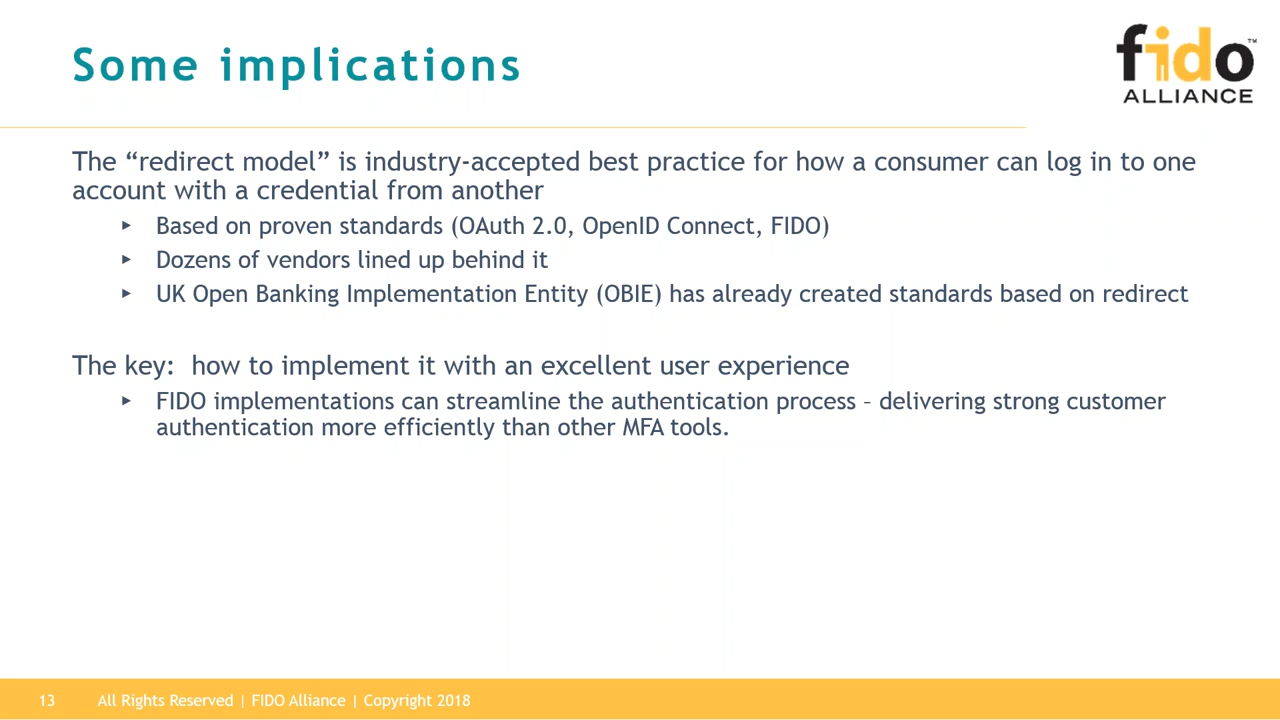 Some implications
fido™
ALLIANCE
The “redirect model” is industry-accepted best practice for how a consumer can log in to one
account with a credential from another
▸ Based on proven standards (OAuth 2.0, OpenID Connect, FIDO)
▸ Dozens of vendors lined up behind it
▸ UK Open Banking Implementation Entity (OBIE) has already created standards based on redirect
The key:  how to implement it with an excellent user experience
▸ FIDO implementations can streamline the authentication process – delivering strong customer
authentication more efficiently than other MFA tools.
13 All Rights Reserved | FIDO Alliance | Copyright 2018